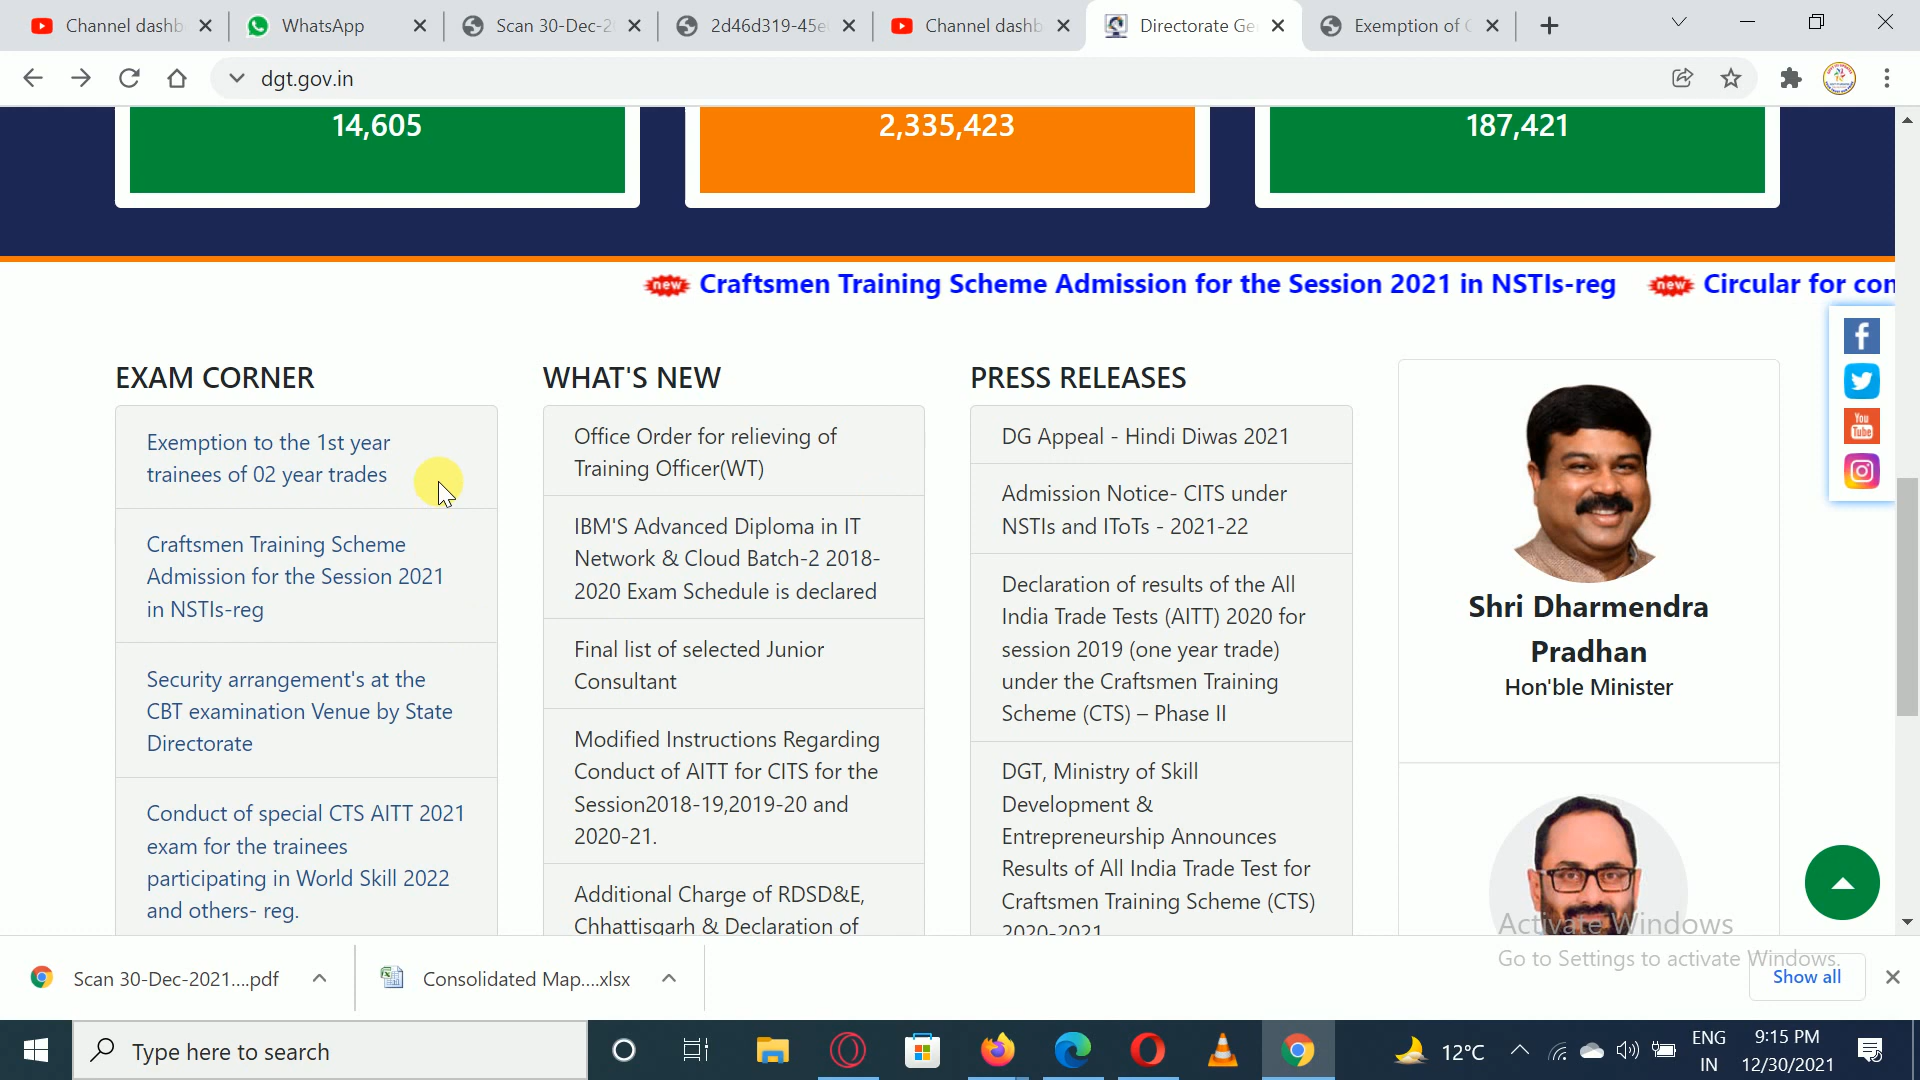 Channel dashb
WhatsApp
Scan 30-Dec-2
2d46d319-45e
Channel dashb
Directorate Ge
Exemption of
dgt.gov.in
14,605
2,335,423
187,421
new Craftsmen Training Scheme Admission for the Session 2021 in NSTIs-reg new Circular for con
EXAM CORNER
Exemption to the 1st year
trainees of 02 year trades
Craftsmen Training Scheme
Admission for the Session 2021
in NSTIs-reg
Security arrangement's at the
CBT examination Venue by State
Directorate
Conduct of special CTS AITT 2021
exam for the trainees
participating in World Skill 2022
and others- reg.
WHAT'S NEW
Office Order for relieving of
Training Officer(WT)
IBM'S Advanced Diploma in IT
Network & Cloud Batch-2 2018-
2020 Exam Schedule is declared
Final list of selected Junior
Consultant
Modified Instructions Regarding
Conduct of AITT for CITS for the
Session2018-19,2019-20 and
2020-21.
Additional Charge of RDSD&E,
Chhattisgarh & Declaration of
PRESS RELEASES
DG Appeal - Hindi Diwas 2021
Admission Notice- CITS under
NSTIs and IToTs - 2021-22
Declaration of results of the All
India Trade Tests (AITT) 2020 for
session 2019 (one year trade)
under the Craftsmen Training
Scheme (CTS) – Phase II
DGT, Ministry of Skill
Development &
Entrepreneurship Announces
Results of All India Trade Test for
Craftsmen Training Scheme (CTS)
2020-2021
Shri Dharmendra
Pradhan
Hon'ble Minister
You
Tube
Activate Windows
Go to Settings to activate Windows.
Scan 30-Dec-2021....pdf
Consolidated Map....xlsx
Show all
Type here to search
12°C
ENG
IN
9:15 PM
12/30/2021